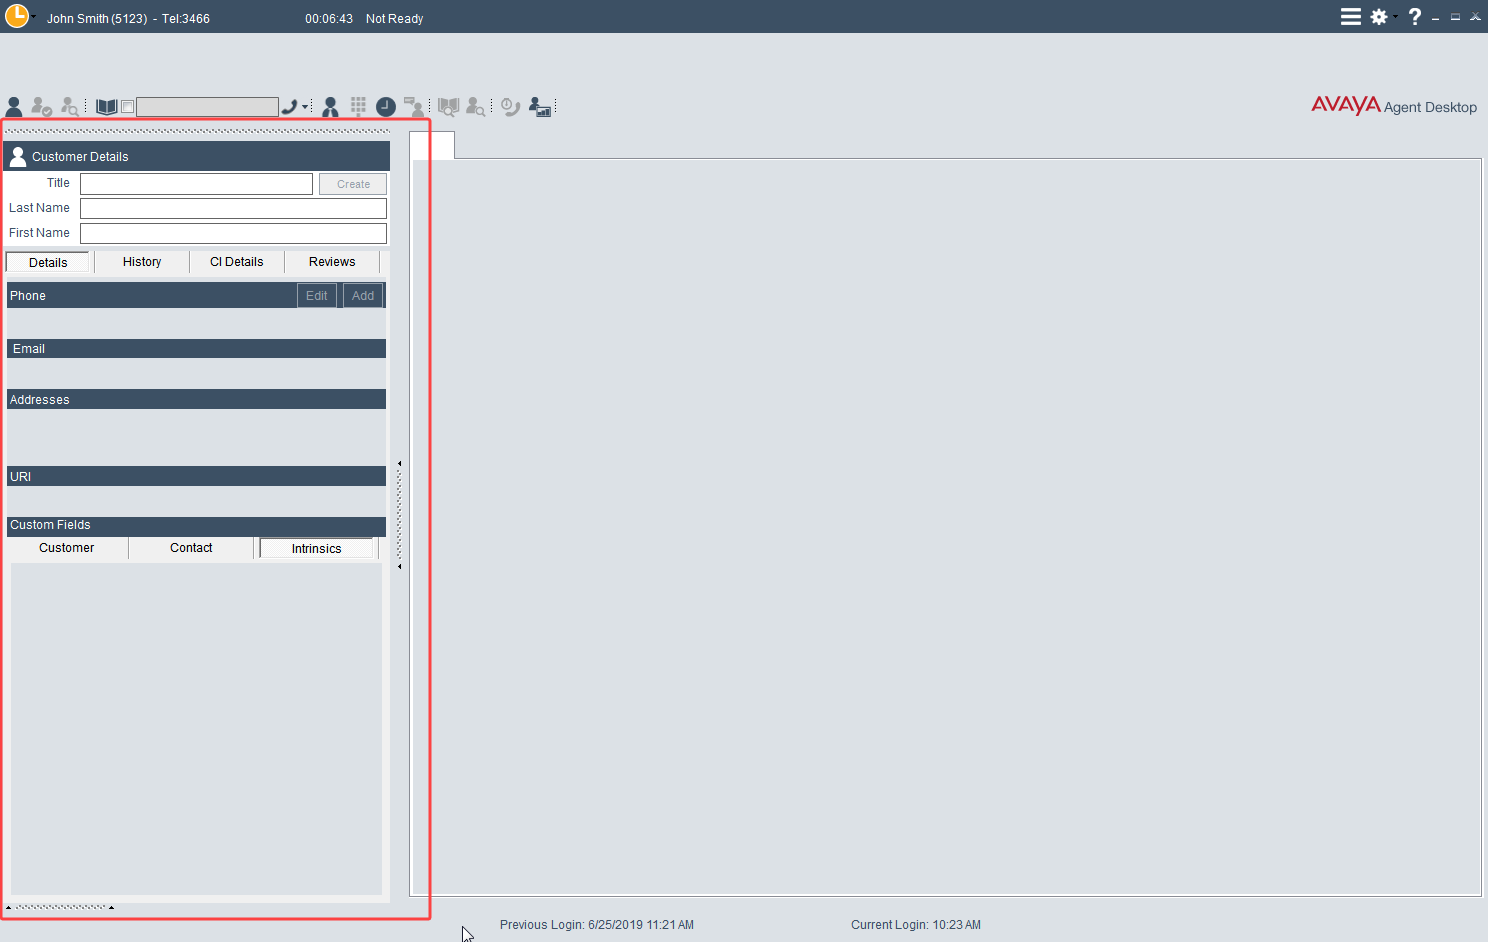 John Smith (5123) - Tel:3466 00:06:43 Not Ready
AVAYA Agent Desktop
Customer Details
Title Create
Last Name
First Name
Details History CI Details Reviews
Phone Edit Add
Email
Addresses
URI
Custom Fields
Customer Contact Intrinsics
Previous Login: 6/25/2019 11:21 AM Current Login: 10:23 AM